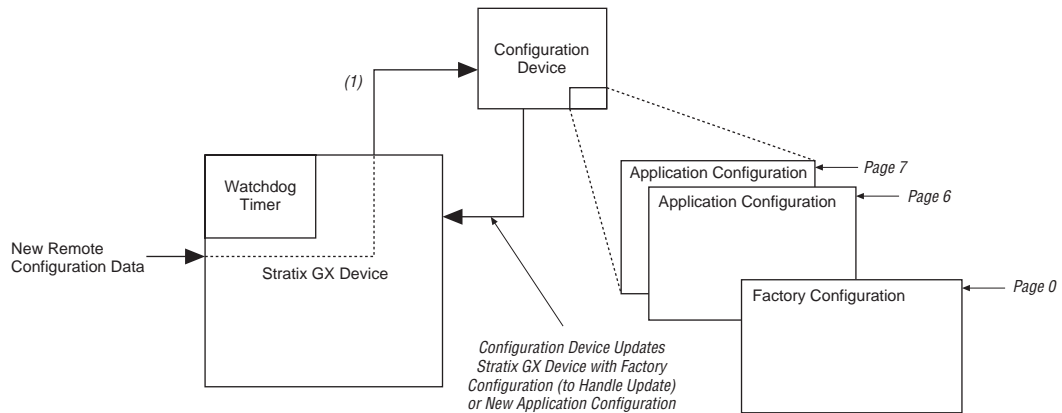 Configuration
Device
(1)
Application Configuration
Page 7
Application Configuration
Page 6
Watchdog
Timer
New Remote
Configuration Data
Stratix GX Device
Factory Configuration
Page 0
Configuration Device Updates
Stratix GX Device with Factory
Configuration (to Handle Update)
or New Application Configuration